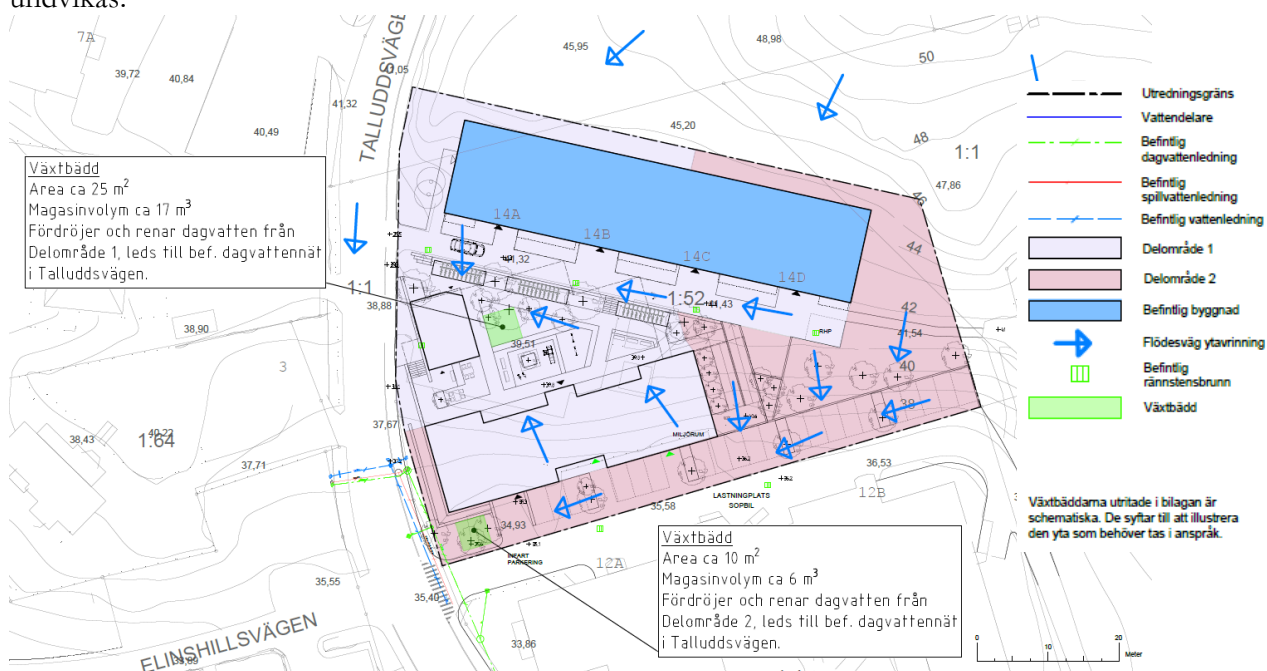 undvikas.
7A
39,72
40,84
41,32
40,49
TALLUDDSVÄGE
45,95
48,98
50
45,20
48
1:1
47,86
46
44
Växtbädd
Area ca 25 m²
Magasinvolym ca 17 m³
Fördröjer och renar dagvatten från
Delområde 1, leds till bef. dagvattennät
i Talluddsvägen.
1:1
38,88
38,90
3
14A
14B
14C
14D
1:52
41,43
39,51
RHP
42
41,54
40
38
37,67
38,43
40,22
1:64
37,71
MILJÖRUM
36,53
LASTNINGPLATS
SOPBIL
12B
35,58
34,93
INFART
PARKERING
12A
35,55
35,40
33,86
ELINSHILLSVÄGEN
Växtbädd
Area ca 10 m²
Magasinvolym ca 6 m³
Fördröjer och renar dagvatten från
Delområde 2, leds till bef. dagvattennät
i Talluddsvägen.
Utredningsgräns
Vattendelare
Befintlig
dagvattenledning
Befintlig
spillvattenledning
Befintlig vattenledning
Delområde 1
Delområde 2
Befintlig byggnad
Flödesväg ytavrinning
Befintlig
rännstensbrunn
Växtbädd
Växtbäddarna utritade i bilagan är
schematiska. De syftar till att illustrera
den yta som behöver tas i anspråk.
0
10
20
Meter